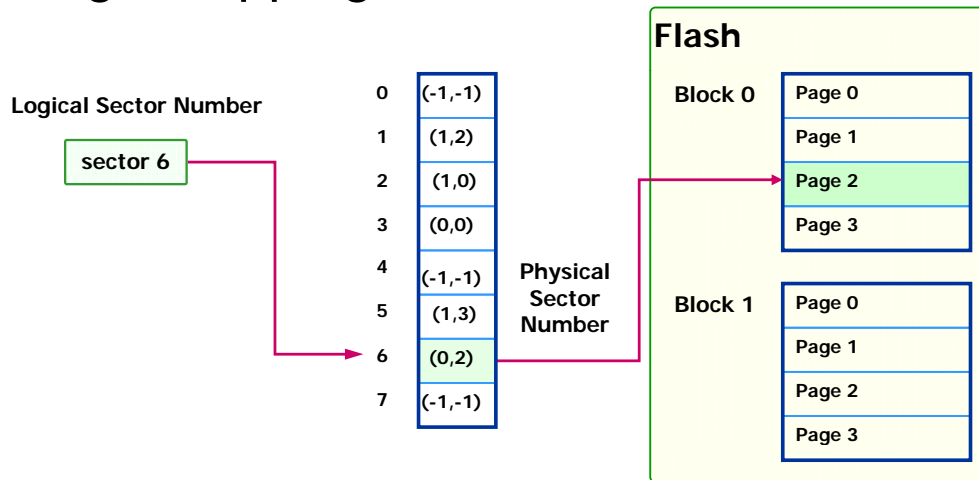 Flash
Logical Sector Number
sector 6
0 (-1,-1)
1 (1,2)
2 (1,0)
3 (0,0)
4 (-1,-1)
5 (1,3)
6 (0,2)
7 (-1,-1)
Physical
Sector
Number
Block 0
Page 0
Page 1
Page 2
Page 3
Block 1
Page 0
Page 1
Page 2
Page 3